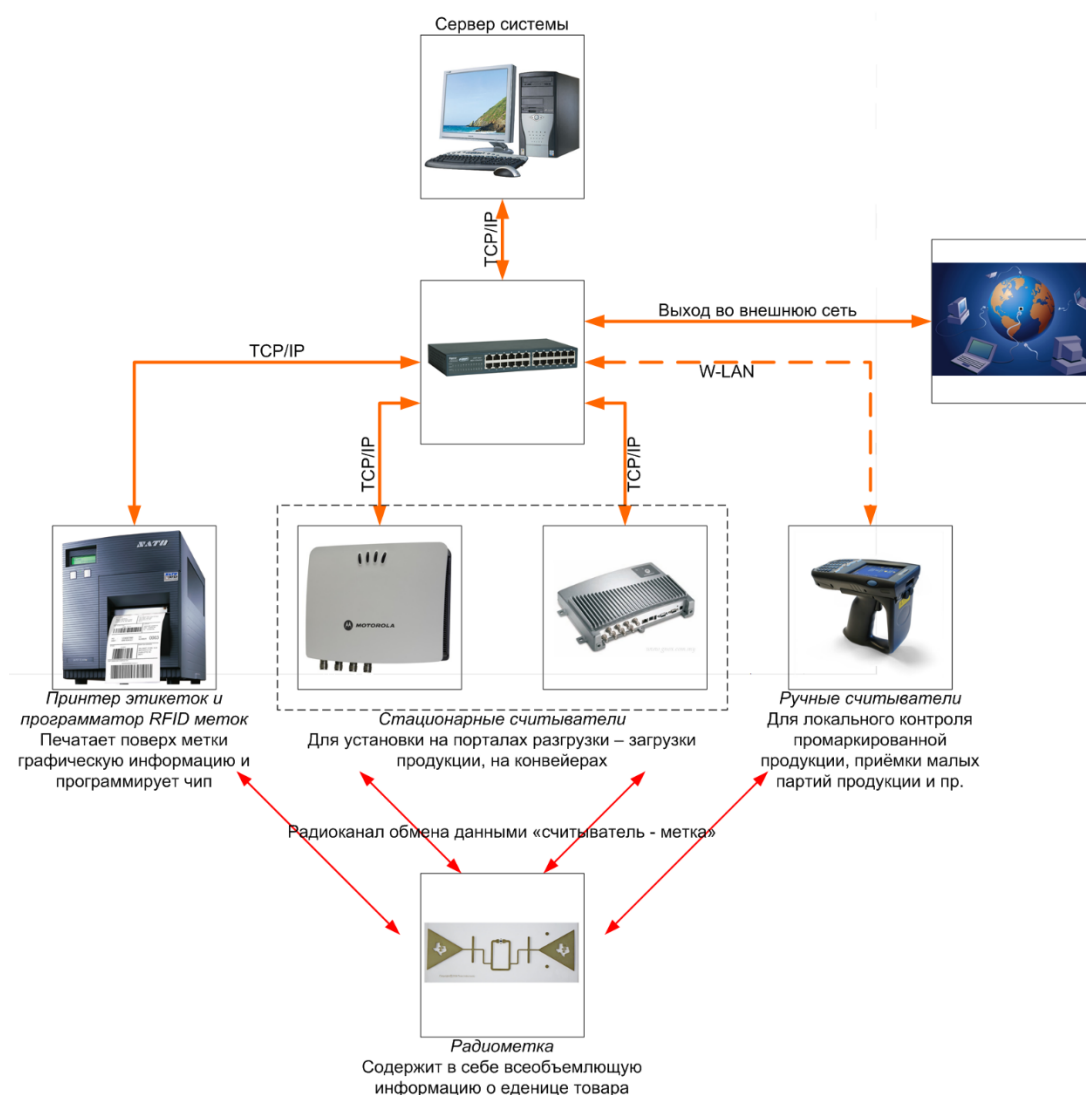 Сервер системы
TCP/IP
Выход во внешнюю сеть
TCP/IP
W-LAN
TCP/IP
TCP/IP
SATO
MOTOROLA
Принтер этикеток и
программатор RFID меток
Печатает поверх метки
графическую информацию и
программирует чип
Стационарные считыватели
Для установки на порталах разгрузки – загрузки
продукции, на конвейерах
Ручные считыватели
Для локального контроля
промаркированной
продукции, приёмки малых
партий продукции и пр.
Радиоканал обмена данными «считыватель - метка»
Радиометка
Содержит в себе всеобъемлющую
информацию о еденице товара